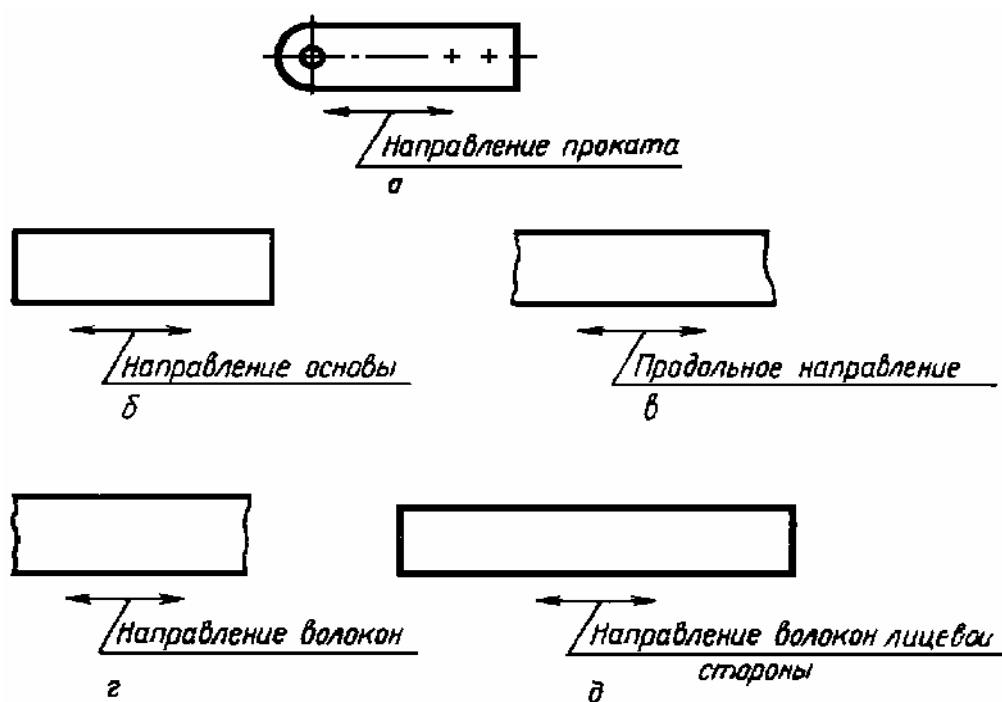 Направление проката
а
Направление основы
б
Продольное направление
в
Направление волокон
г
Направление волокон лицевой
стороны
д